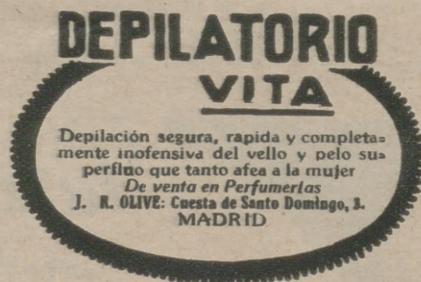 DEPILATORIO
VITA
Depilación segura, rapida y completa=
mente inofensiva del vello y pelo su=
perfluo que tanto afea a la mujer
De venta en Perfumerías
J. R. OLIVE: Cuesta de Santo Domingo, 3.
MADRID